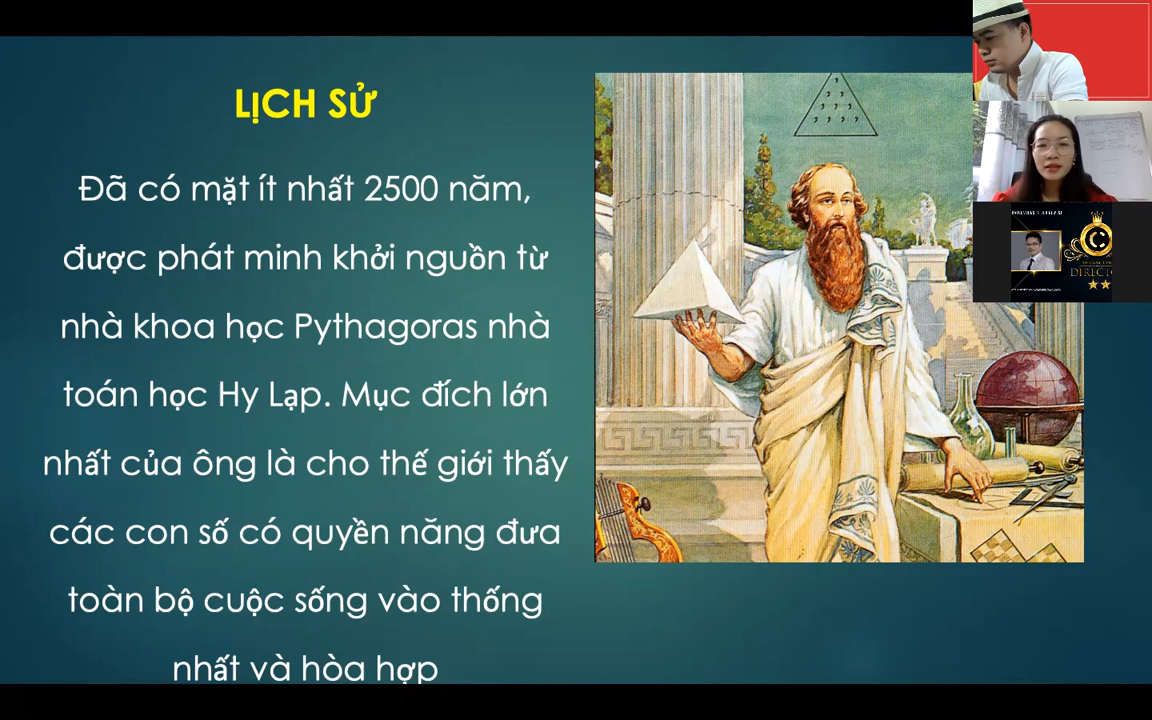 LỊCH SỬ
Đã có mặt ít nhất 2500 năm,
được phát minh khởi nguồn từ
nhà khoa học Pythagoras nhà
toán học Hy Lạp. Mục đích lớn
nhất của ông là cho thế giới thấy
các con số có quyền năng đưa
toàn bộ cuộc sống vào thống
nhất và hòa hợp